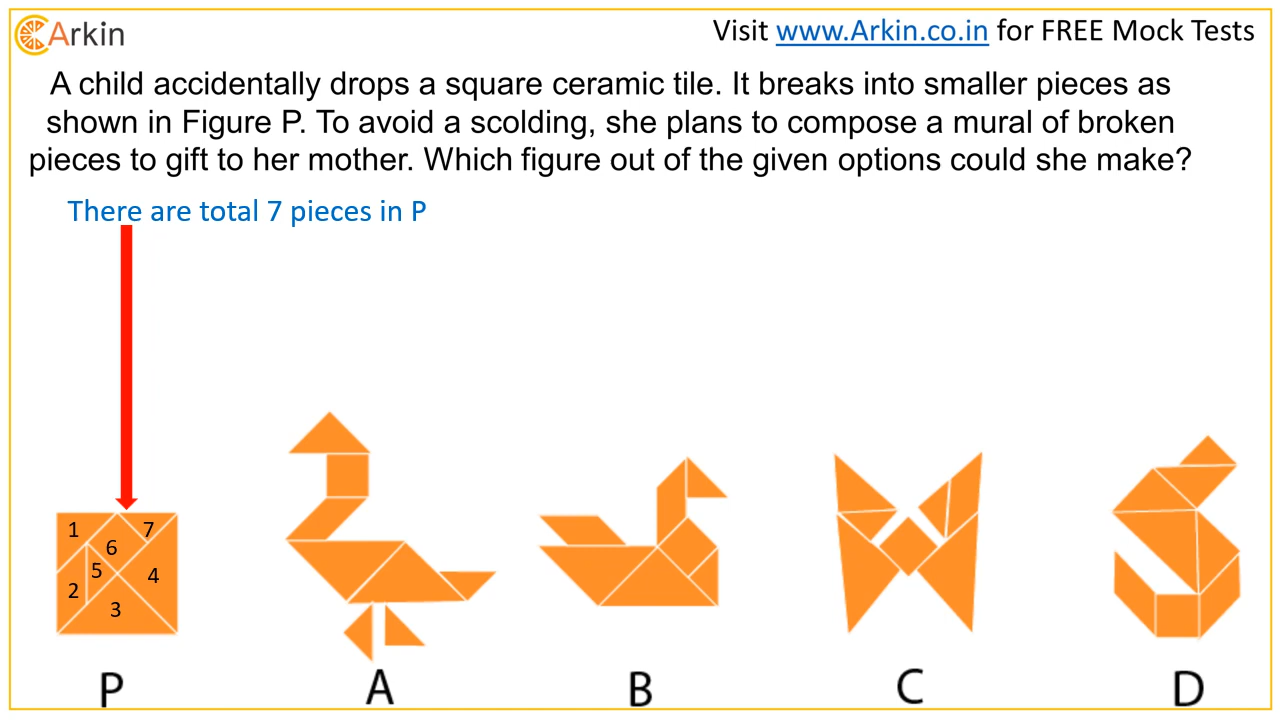 Arkin
Visit www.Arkin.co.in for FREE Mock Tests
A child accidentally drops a square ceramic tile. It breaks into smaller pieces as
shown in Figure P. To avoid a scolding, she plans to compose a mural of broken
pieces to gift to her mother. Which figure out of the given options could she make?
There are total 7 pieces in P
1 7
6
5
2 4
3
P A B C D